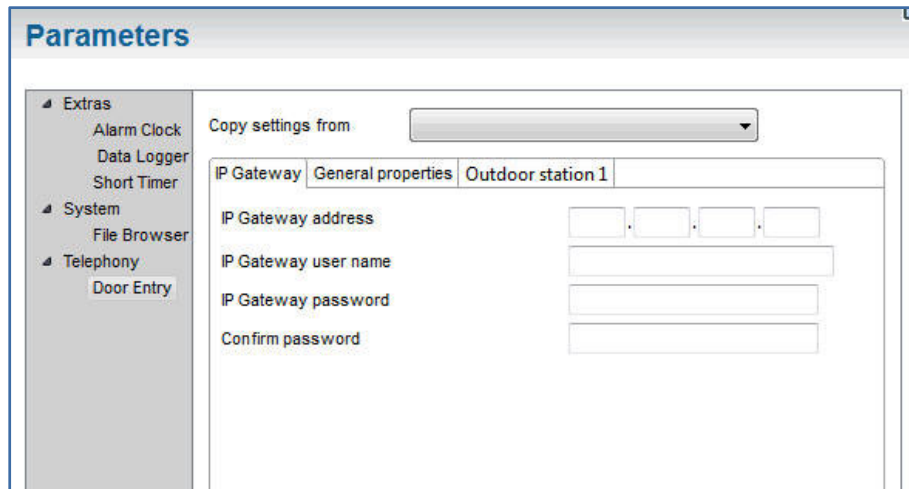 Parameters
Extras
Alarm Clock
Data Logger
Short Timer
System
File Browser
Telephony
Door Entry
Copy settings from
IP Gateway General properties Outdoor station 1
IP Gateway address . . .
IP Gateway user name
IP Gateway password
Confirm password